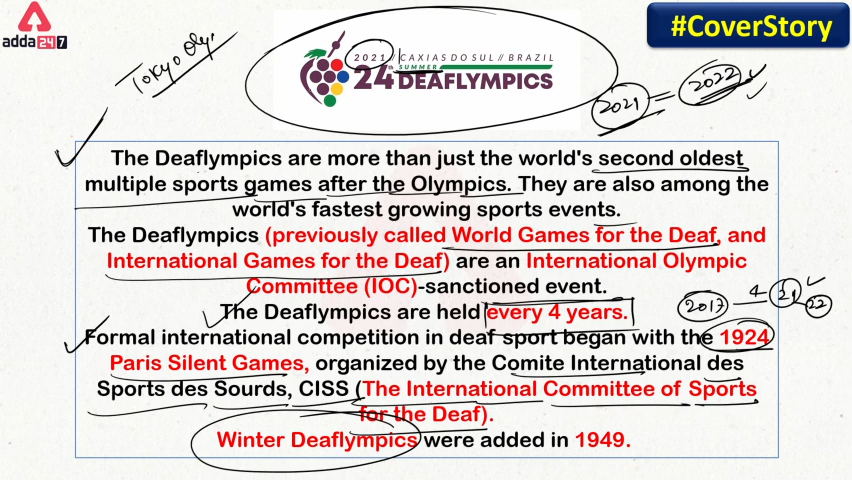 adda247
Tokyo Oly.
#CoverStory
2021 CAXIAS DO SUL // BRAZIL
SUMMER
24th DEAFLYMPICS
2021 = 2022
The Deaflympics are more than just the world's second oldest
multiple sports games after the Olympics. They are also among the
world's fastest growing sports events.
The Deaflympics (previously called World Games for the Deaf, and
International Games for the Deaf) are an International Olympic
Committee (IOC)-sanctioned event.
The Deaflympics are held every 4 years.
2017 4 21
22
Formal international competition in deaf sport began with the 1924
Paris Silent Games, organized by the Comite International des
Sports des Sourds, CISS (The International Committee of Sports
for the Deaf).
Winter Deaflympics were added in 1949.